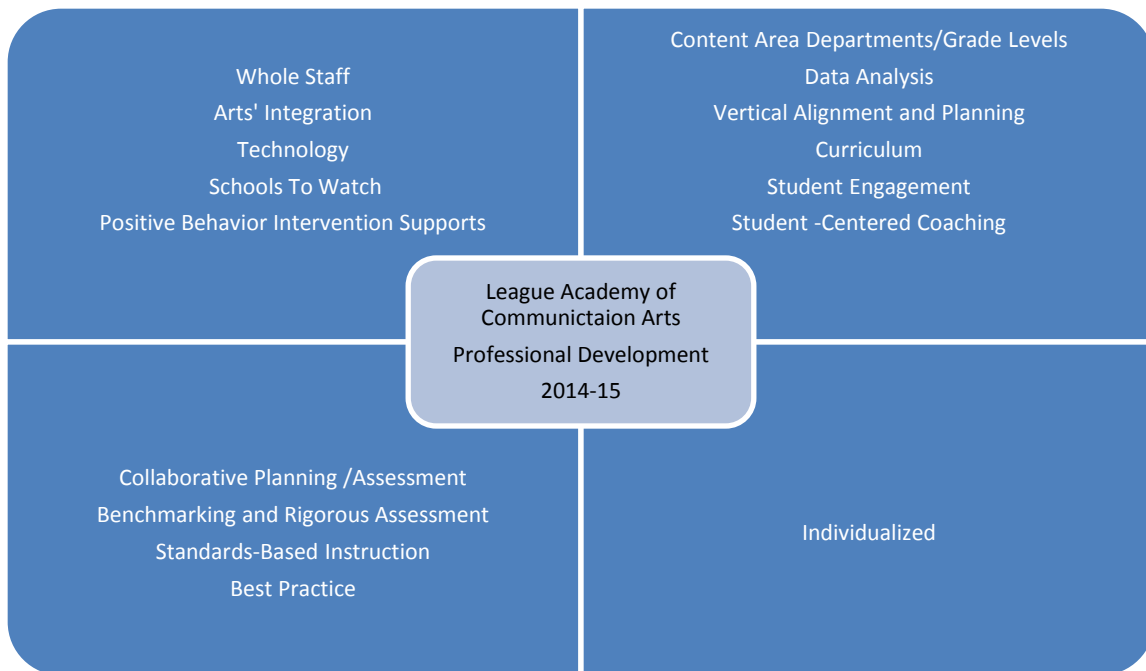 Whole Staff
Arts' Integration
Technology
Schools To Watch
Positive Behavior Intervention Supports
Content Area Departments/Grade Levels
Data Analysis
Vertical Alignment and Planning
Curriculum
Student Engagement
Student -Centered Coaching
League Academy of
Communictaion Arts
Professional Development
2014-15
Collaborative Planning /Assessment
Benchmarking and Rigorous Assessment
Standards-Based Instruction
Best Practice
Individualized